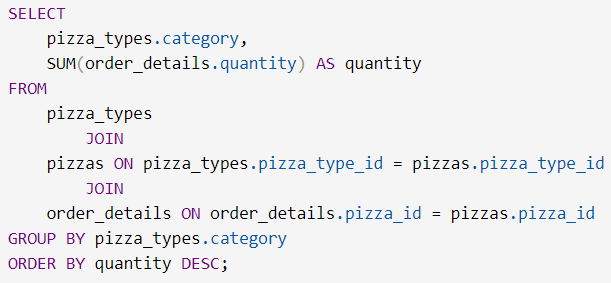 SELECT
    pizza_types.category,
    SUM(order_details.quantity) AS quantity
FROM
    pizza_types
        JOIN
    pizzas ON pizza_types.pizza_type_id = pizzas.pizza_type_id
        JOIN
    order_details ON order_details.pizza_id = pizzas.pizza_id
GROUP BY pizza_types.category
ORDER BY quantity DESC;